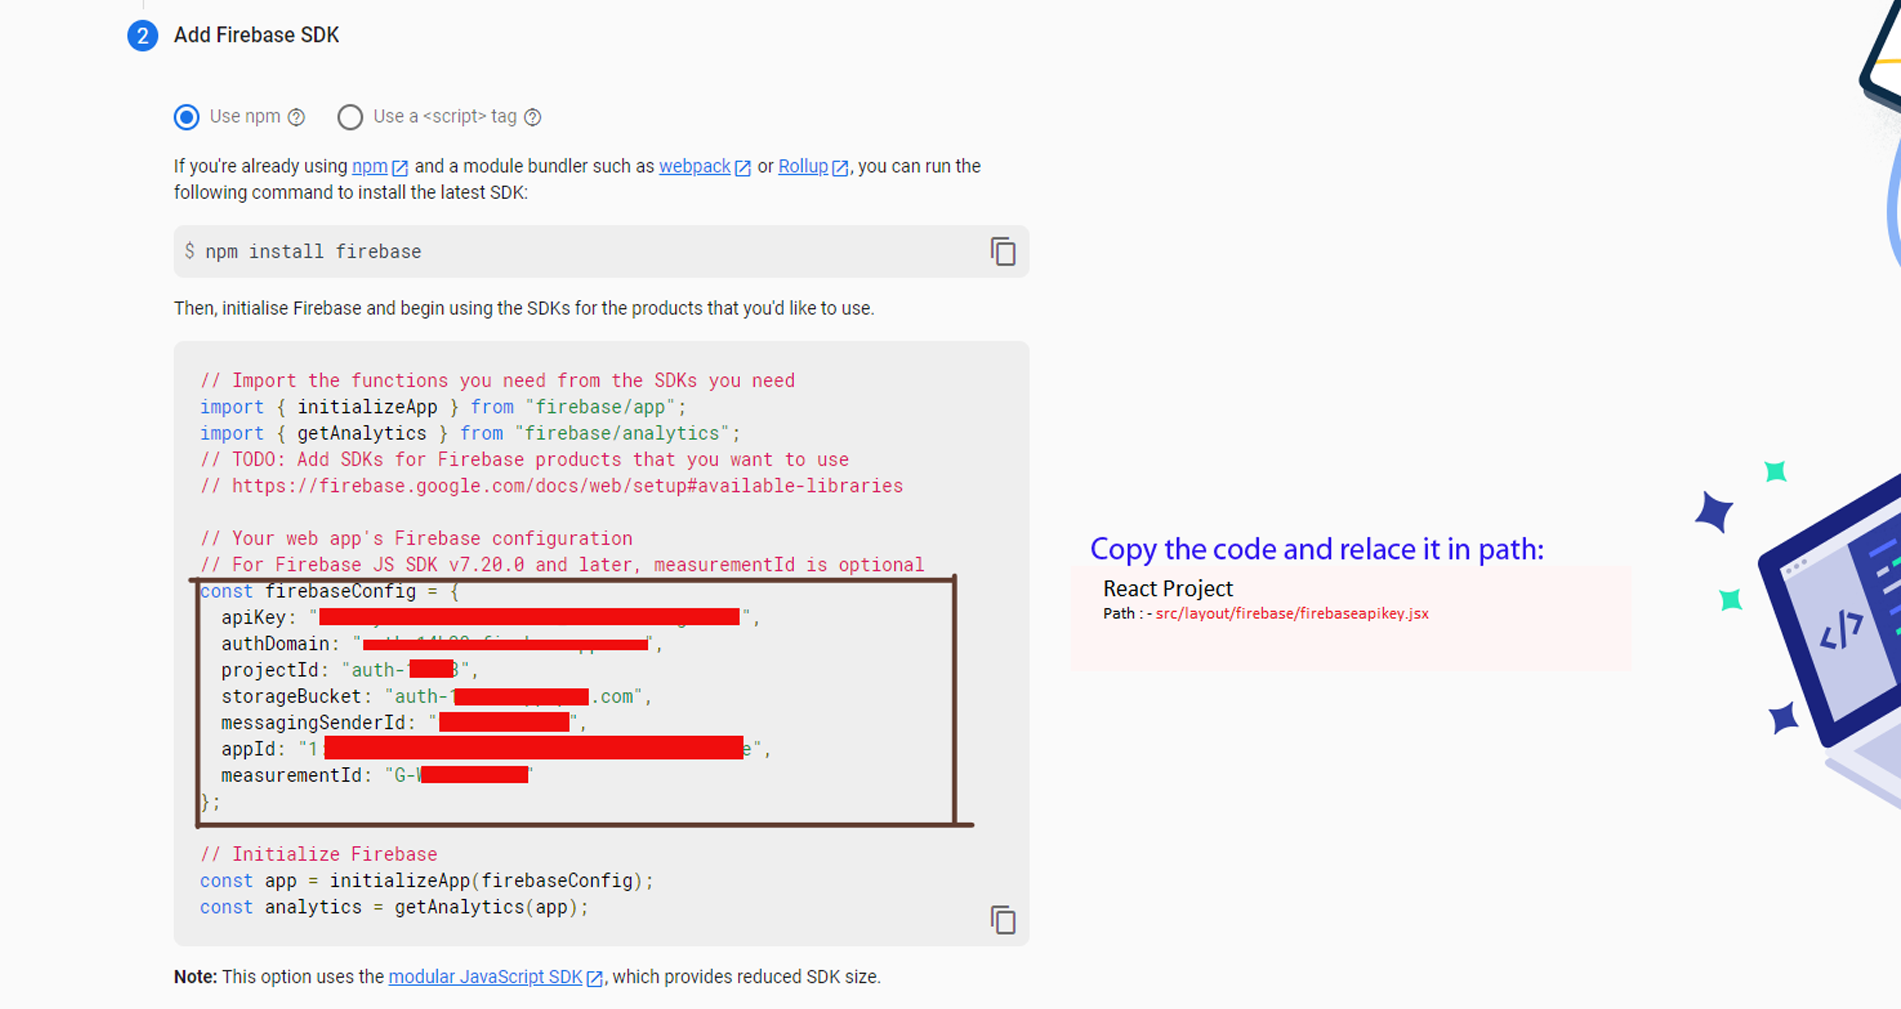 2 Add Firebase SDK
Use npm ? Use a <script> tag ?
If you're already using npm and a module bundler such as webpack or Rollup, you can run the
following command to install the latest SDK:
$ npm install firebase
Then, initialise Firebase and begin using the SDKs for the products that you'd like to use.
// Import the functions you need from the SDKs you need
import { initializeApp } from "firebase/app";
import { getAnalytics } from "firebase/analytics";
// TODO: Add SDKs for Firebase products that you want to use
// https://firebase.google.com/docs/web/setup#available-libraries
// Your web app's Firebase configuration
// For Firebase JS SDK v7.20.0 and later, measurementId is optional
const firebaseConfig = {
apiKey: "",
authDomain: "",
projectId: "auth-",
storageBucket: "auth-1 .com",
messagingSenderId: "",
appId: "1: e",
measurementId: "G-"
};
// Initialize Firebase
const app = initializeApp(firebaseConfig);
const analytics = getAnalytics(app);
Note: This option uses the modular JavaScript SDK, which provides reduced SDK size.
Copy the code and relace it in path:
React Project
Path : - src/layout/firebase/firebaseapikey.jsx
</>